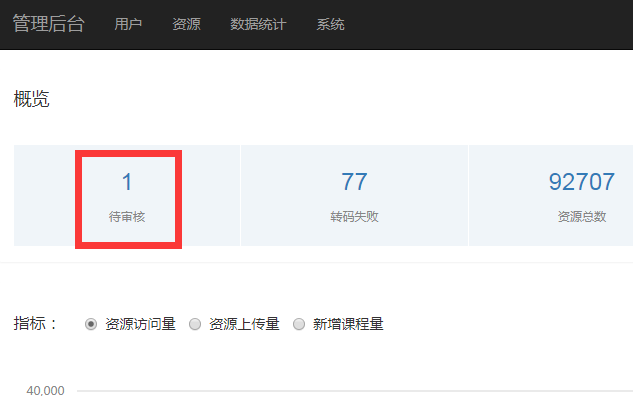 管理后台 用户 资源 数据统计 系统
概览
1 77 92707
待审核 转码失败 资源总数
指标： 资源访问量 资源上传量 新增课程量
40,000